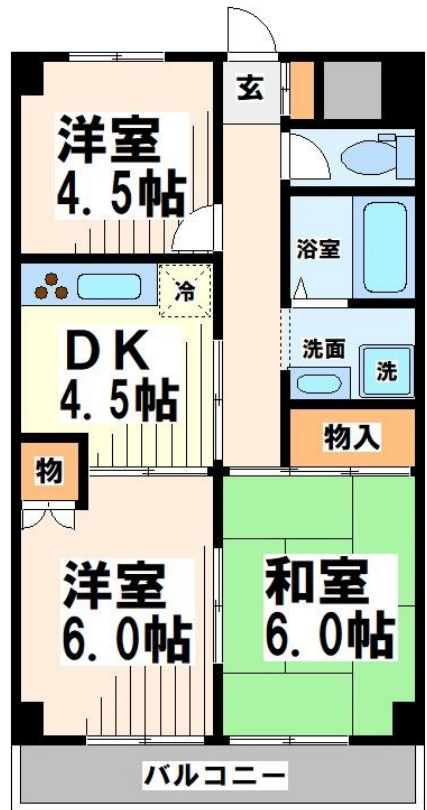 玄
洋室
4.5帖
浴室
冷
DK
4.5帖
洗面
洗
物入
物
洋室
6.0帖
和室
6.0帖
バルコニー